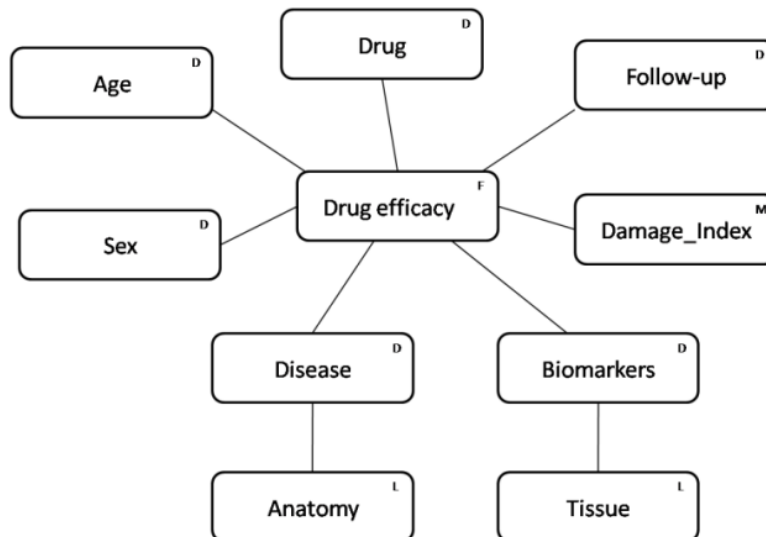 D
Drug
D
Age
D
Follow-up
F
Drug efficacy
D
Sex
M
Damage_Index
D
Disease
D
Biomarkers
L
Anatomy
L
Tissue